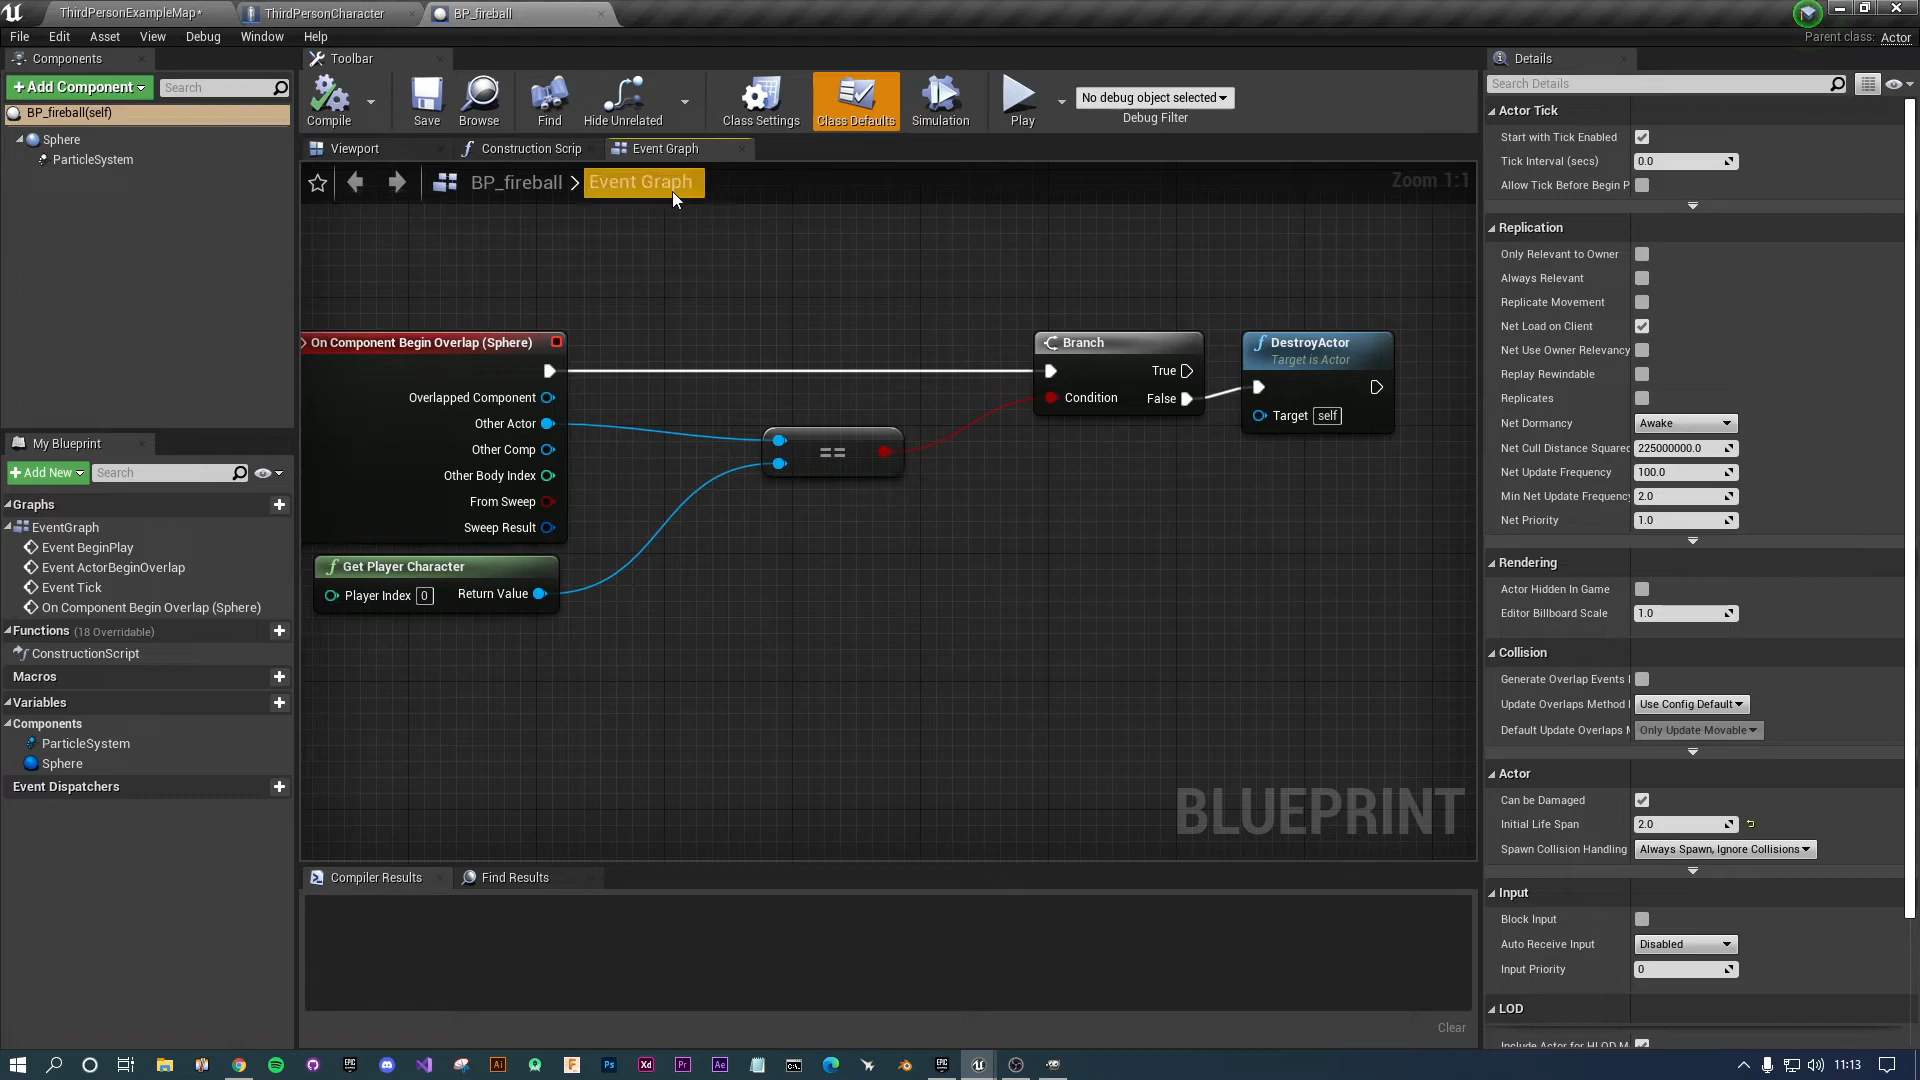 ThirdPersonExampleMap*
ThirdPersonCharacter
BP_fireball
File
Edit
Asset
View
Debug
Window
Help
Parent class: Actor
Components
+Add Component
Search
BP_fireball(self)
Sphere
ParticleSystem
Toolbar
Compile
Save
Browse
Find
Hide Unrelated
Class Settings
Class Defaults
Simulation
Play
No debug object selected
Debug Filter
Viewport
Construction Scrip
Event Graph
BP_fireball > Event Graph
Zoom 1:1
On Component Begin Overlap (Sphere)
Overlapped Component
Other Actor
Other Comp
Other Body Index
From Sweep
Sweep Result
Get Player Character
Player Index 0
Return Value
==
Branch
True
Condition
False
DestroyActor
Target is Actor
Target self
BLUEPRINT
My Blueprint
+Add New
Search
Graphs
EventGraph
Event BeginPlay
Event ActorBeginOverlap
Event Tick
On Component Begin Overlap (Sphere)
Functions (18 Overridable)
ConstructionScript
Macros
Variables
Components
ParticleSystem
Sphere
Event Dispatchers
Compiler Results
Find Results
Clear
Details
Search Details
Actor Tick
Start with Tick Enabled
Tick Interval (secs) 0.0
Allow Tick Before Begin P
Replication
Only Relevant to Owner
Always Relevant
Replicate Movement
Net Load on Client
Net Use Owner Relevancy
Replay Rewindable
Replicates
Net Dormancy Awake
Net Cull Distance Squared 225000000.0
Net Update Frequency 100.0
Min Net Update Frequency 2.0
Net Priority 1.0
Rendering
Actor Hidden In Game
Editor Billboard Scale 1.0
Collision
Generate Overlap Events
Update Overlaps Method Use Config Default
Default Update Overlaps Only Update Movable
Actor
Can be Damaged
Initial Life Span 2.0
Spawn Collision Handling Always Spawn, Ignore Collisions
Input
Block Input
Auto Receive Input Disabled
Input Priority 0
LOD
Include Actor for HLOD
Ai
Ps
Xd
Pr
Ae
11:13